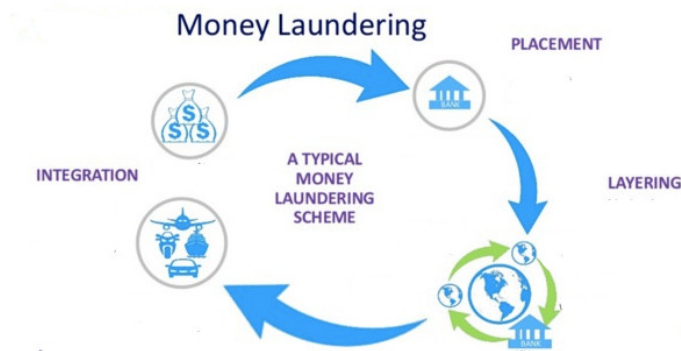 Money Laundering
PLACEMENT
BANK
$
$ $
INTEGRATION
A TYPICAL
MONEY
LAUNDERING
SCHEME
LAYERING
BANK